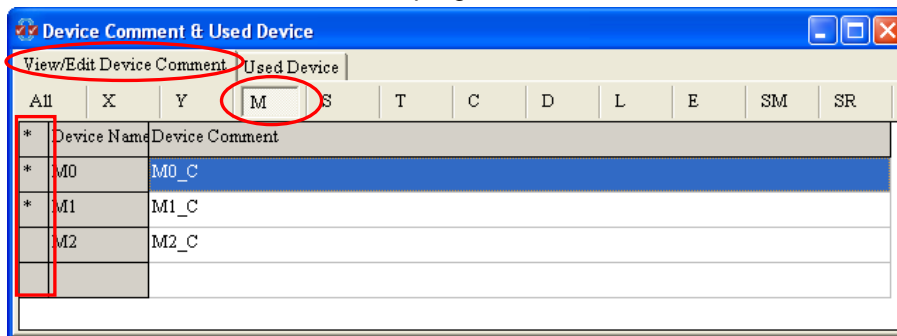 Device Comment & Used Device
View/Edit Device Comment Used Device
All X Y M S T C D L E SM SR
* Device Name Device Comment
* M0 M0_C
* M1 M1_C
M2 M2_C